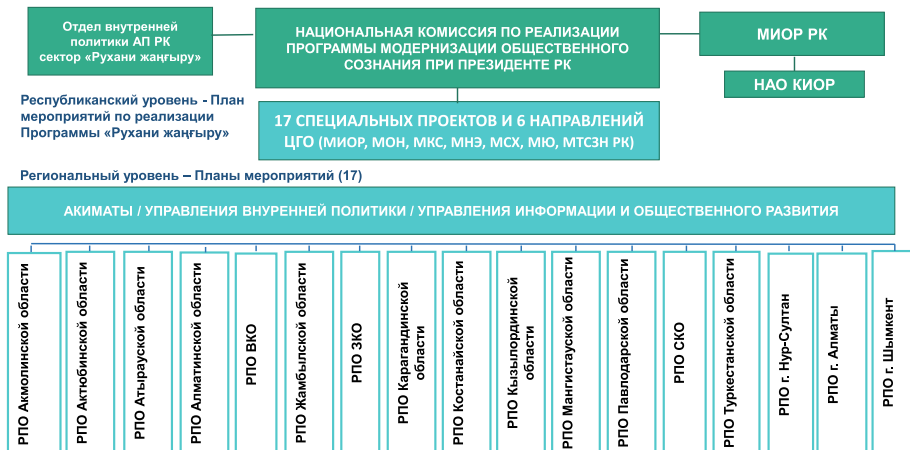 Отдел внутренней
политики АП РК
сектор «Рухани жаңғыру»
НАЦИОНАЛЬНАЯ КОМИССИЯ ПО РЕАЛИЗАЦИИ
ПРОГРАММЫ МОДЕРНИЗАЦИИ ОБЩЕСТВЕННОГО
СОЗНАНИЯ ПРИ ПРЕЗИДЕНТЕ РК
МИОР РК
НАО КИОР
Республиканский уровень - План
мероприятий по реализации
Программы «Рухани жаңғыру»
17 СПЕЦИАЛЬНЫХ ПРОЕКТОВ И 6 НАПРАВЛЕНИЙ
ЦГО (МИОР, МОН, МКС, МНЭ, МСХ, МЮ, МТСЗН РК)
Региональный уровень – Планы мероприятий (17)
АКИМАТЫ / УПРАВЛЕНИЯ ВНУРЕННЕЙ ПОЛИТИКИ / УПРАВЛЕНИЯ ИНФОРМАЦИИ И ОБЩЕСТВЕННОГО РАЗВИТИЯ
РПО Акмолинской области
РПО Актюбинской области
РПО Атырауской области
РПО Алматинской области
РПО ВКО
РПО Жамбылской области
РПО ЗКО
РПО Карагандинской
области
РПО Костанайской области
РПО Кызылординской
области
РПО Мангистауской области
РПО Павлодарской области
РПО СКО
РПО Туркестанской области
РПО г. Нур-Султан
РПО г. Алматы
РПО г. Шымкент